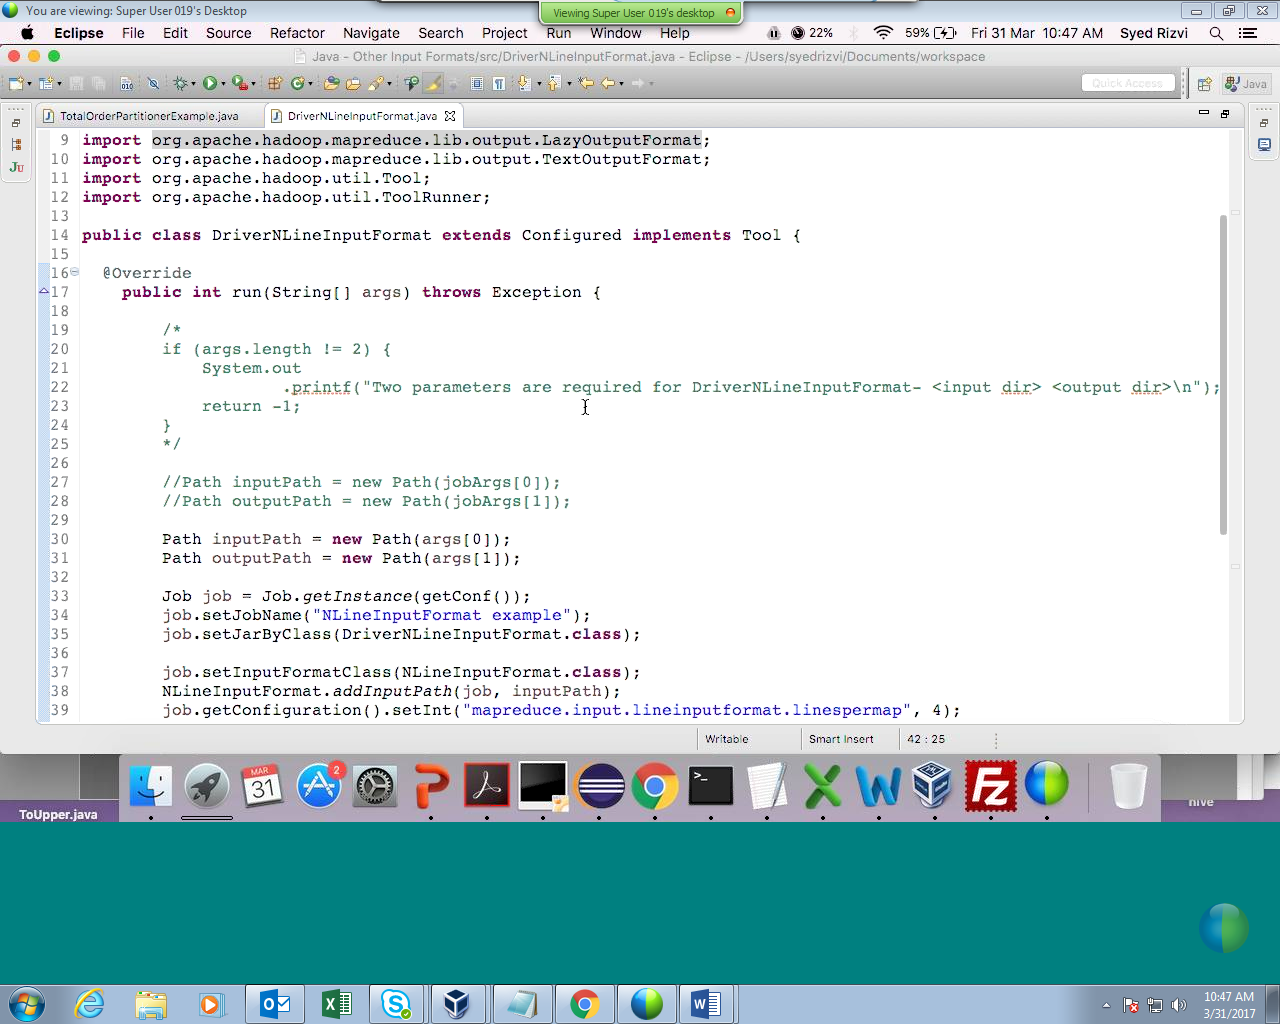 You are viewing: Super User 019's Desktop
Viewing Super User 019's desktop
Eclipse File Edit Source Refactor Navigate Search Project Run Window Help 22% 59% Fri 31 Mar 10:47 AM Syed Rizvi
Java - Other Input Formats/src/DriverNLineInputFormat.java - Eclipse - /Users/syedrizvi/Documents/workspace
Quick Access Java
TotalOrderPartitionerExample.java DriverNLineInputFormat.java
9 import org.apache.hadoop.mapreduce.lib.output.LazyOutputFormat;
10 import org.apache.hadoop.mapreduce.lib.output.TextOutputFormat;
11 import org.apache.hadoop.util.Tool;
12 import org.apache.hadoop.util.ToolRunner;
13
14 public class DriverNLineInputFormat extends Configured implements Tool {
15
16 @Override
17 public int run(String[] args) throws Exception {
18
19 /*
20 if (args.length != 2) {
21 System.out
22 .printf("Two parameters are required for DriverNLineInputFormat- <input dir> <output dir>\n");
23 return -1;
24 }
25 */
26
27 //Path inputPath = new Path(jobArgs[0]);
28 //Path outputPath = new Path(jobArgs[1]);
29
30 Path inputPath = new Path(args[0]);
31 Path outputPath = new Path(args[1]);
32
33 Job job = Job.getInstance(getConf());
34 job.setJobName("NLineInputFormat example");
35 job.setJarByClass(DriverNLineInputFormat.class);
36
37 job.setInputFormatClass(NLineInputFormat.class);
38 NLineInputFormat.addInputPath(job, inputPath);
39 job.getConfiguration().setInt("mapreduce.input.lineinputformat.linespermap", 4);
Writable Smart Insert 42 : 25
MAR
31
2
ToUpper.java
hive
10:47 AM
3/31/2017